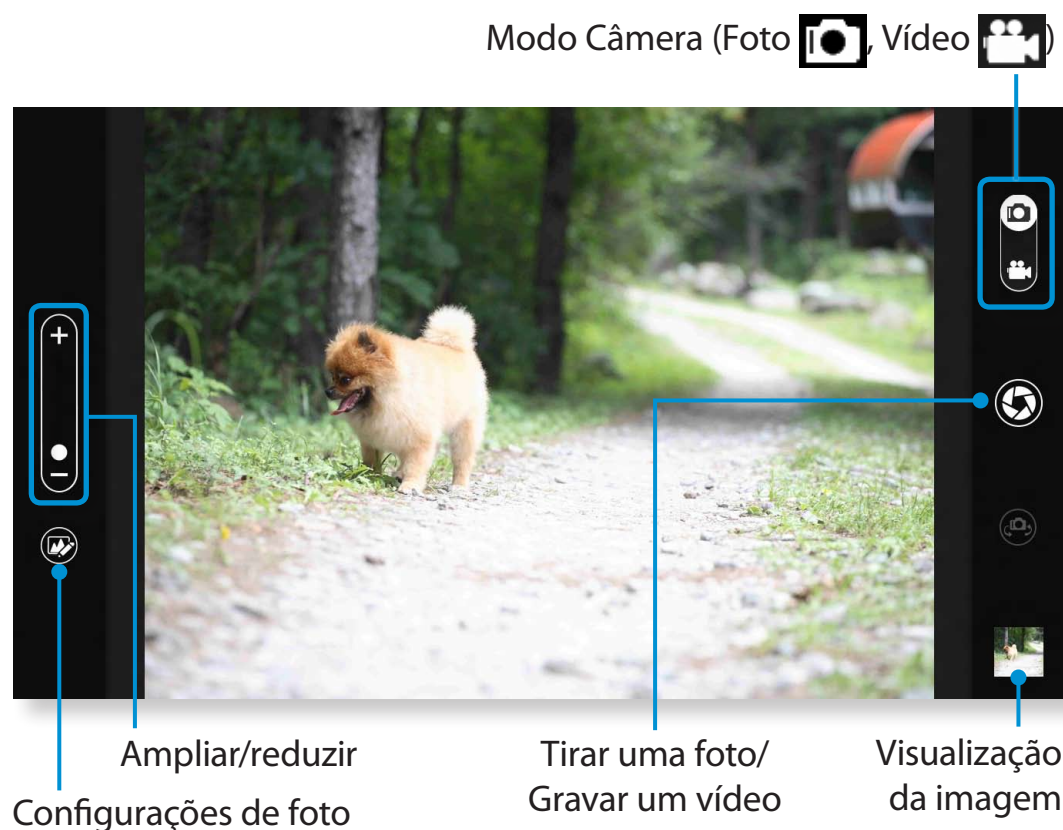 Modo Câmera (Foto , Vídeo )
Ampliar/reduzir
Configurações de foto
Tirar uma foto/
Gravar um vídeo
Visualização
da imagem